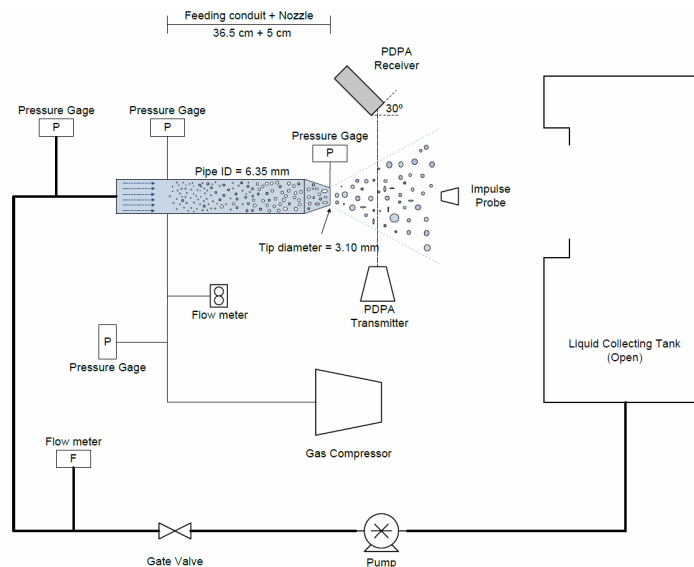 Feeding conduit + Nozzle
36.5 cm + 5 cm
PDPA
Receiver
30º
Pressure Gage
P
Pressure Gage
P
Pressure Gage
P
Pipe ID = 6.35 mm
Impulse
Probe
Tip diameter = 3.10 mm
Flow meter
PDPA
Transmitter
P
Pressure Gage
Liquid Collecting Tank
(Open)
Gas Compressor
Flow meter
F
Gate Valve
Pump